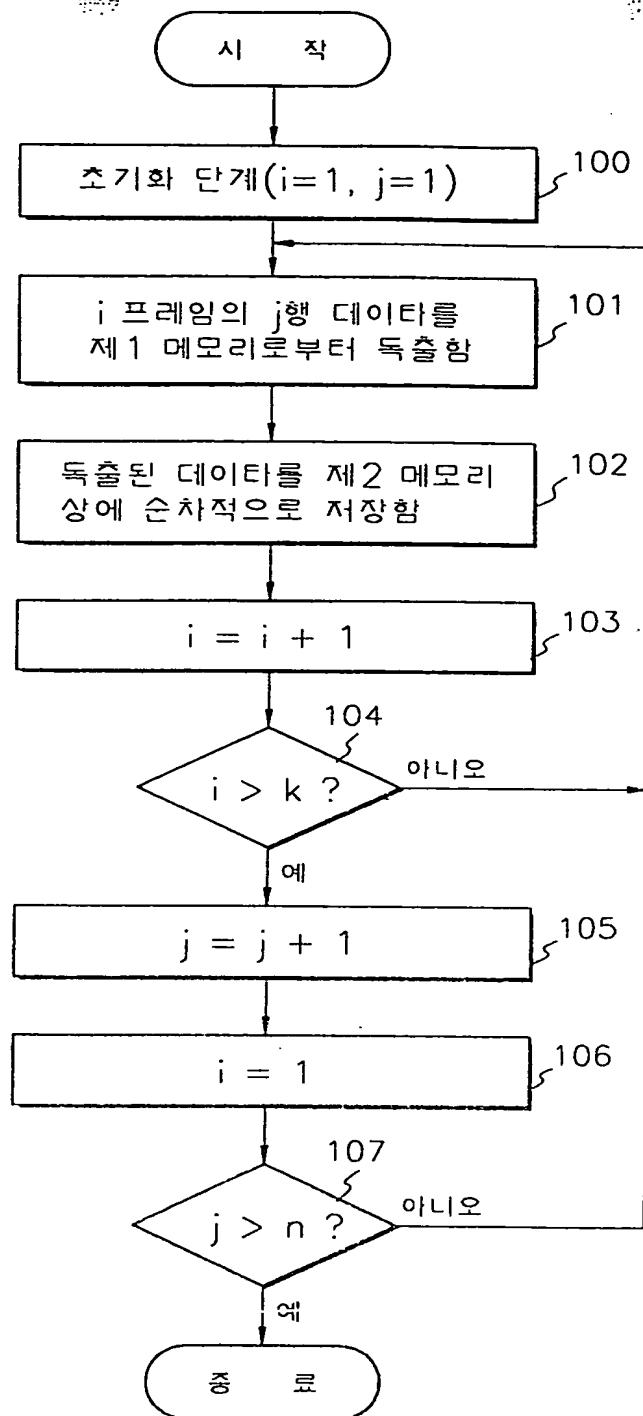 시 작
초기화 단계(i=1, j=1)
100
i 프레임의 j행 데이타를
제1 메모리로부터 독출함
101
독출된 데이타를 제2 메모리
상에 순차적으로 저장함
102
i = i + 1
103
104
i > k ?
아니오
예
j = j + 1
105
i = 1
106
107
j > n ?
아니오
예
종 료